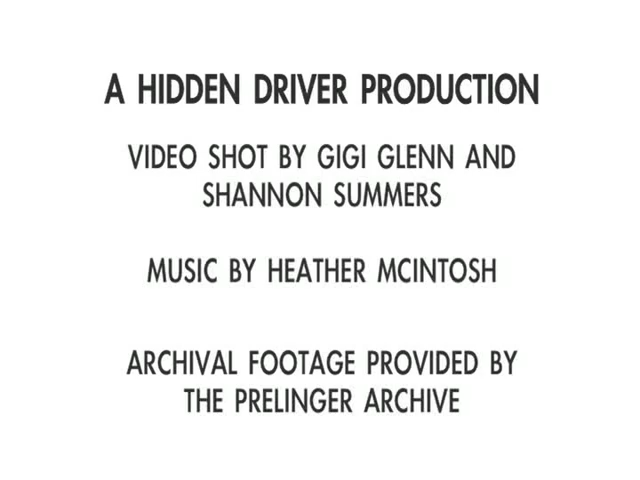 A HIDDEN DRIVER PRODUCTION
VIDEO SHOT BY GIGI GLENN AND
SHANNON SUMMERS
MUSIC BY HEATHER MCINTOSH
ARCHIVAL FOOTAGE PROVIDED BY
THE PRELINGER ARCHIVE